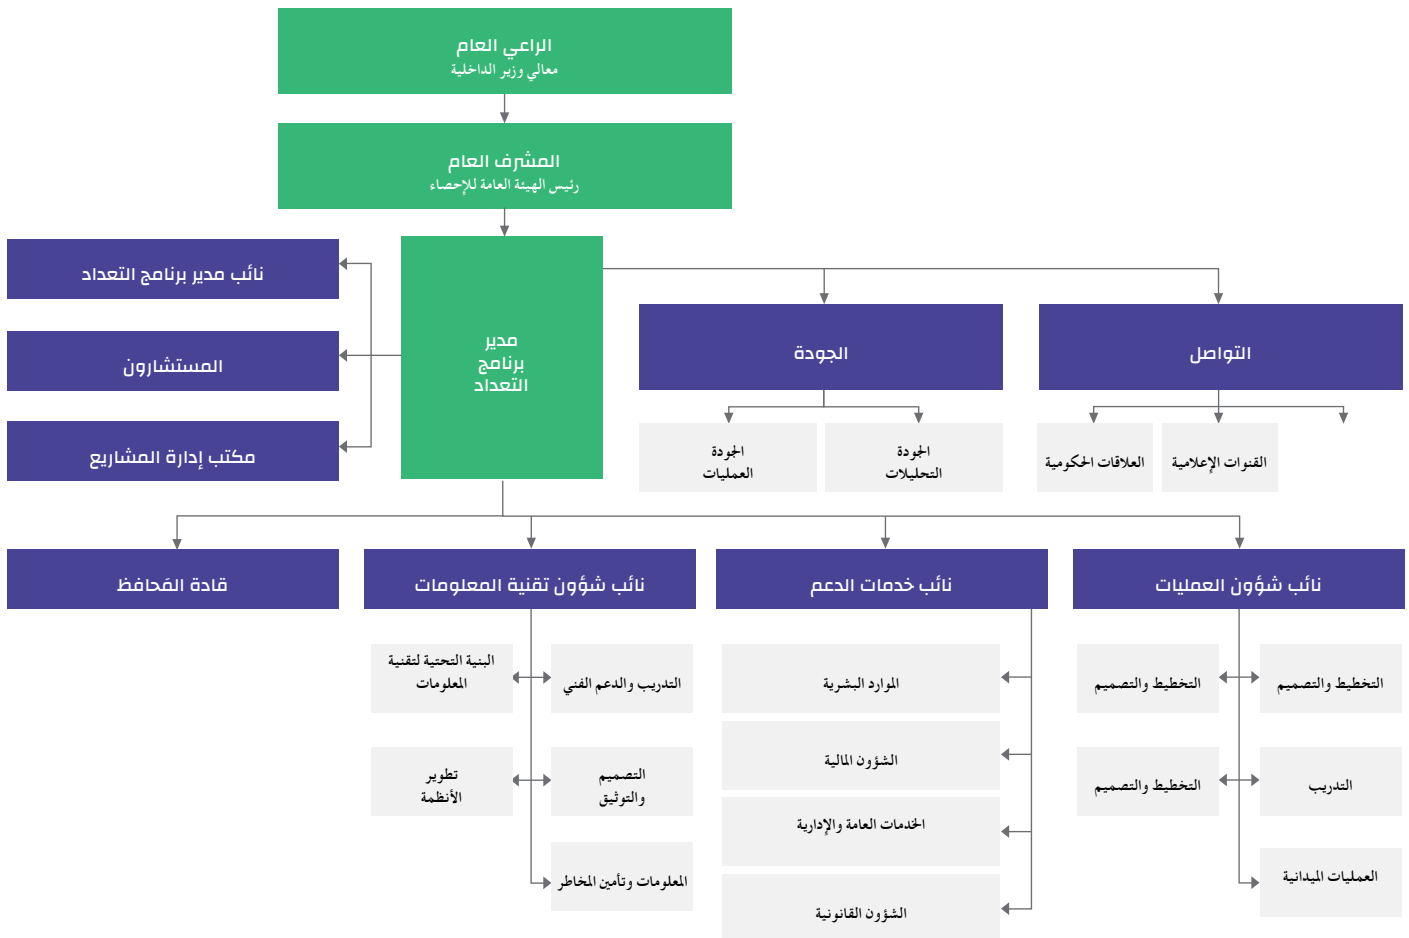 الراعي العام
معالي وزير الداخلية
المشرف العام
رئيس الهيئة العامة للإحصاء
مدير
برنامج
التعداد
نائب مدير برنامج التعداد
المستشارون
مكتب إدارة المشاريع
التواصل
الجودة
القنوات الإعلامية
العلاقات الحكومية
الجودة
التحليلات
الجودة
العمليات
نائب شؤون العمليات
نائب خدمات الدعم
نائب شؤون تقنية المعلومات
قادة المَحافظ
التخطيط والتصميم
التخطيط والتصميم
التدريب
التخطيط والتصميم
العمليات الميدانية
الموارد البشرية
الشؤون المالية
الخدمات العامة والإدارية
الشؤون القانونية
التدريب والدعم الفني
البنية التحتية لتقنية
المعلومات
التصميم
والتوثيق
تطوير
الأنظمة
المعلومات وتأمين المخاطر